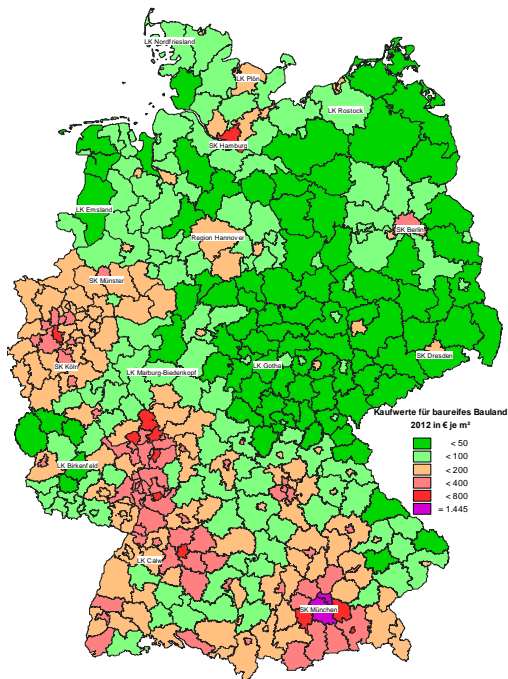 LK Nordfriesland
LK Plön
LK Rostock
SK Hamburg
LK Emsland
SK Berlin
Region Hannover
SK Münster
SK Dresden
SK Köln
LK Gotha
LK Marburg-Biedenkopf
Kaufwerte für baureifes Bauland
2012 in € je m²
< 50
< 100
< 200
< 400
< 800
= 1.445
LK Birkenfeld
LK Calw
SK München